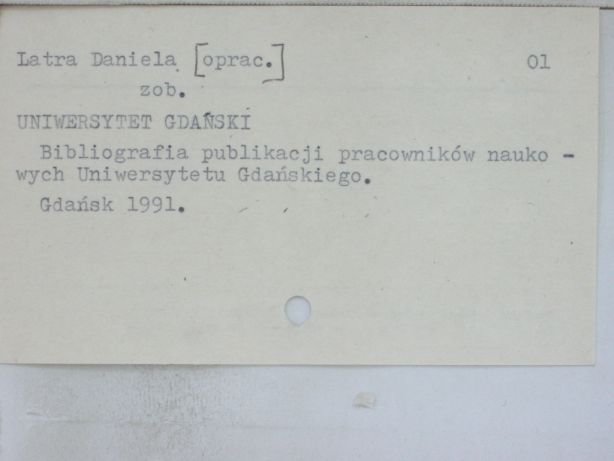 Latra Daniela [oprac.] 01
zob.
UNIWERSYTET GDAŃSKI
Bibliografia publikacji pracowników nauko -
wych Uniwersytetu Gdańskiego.
Gdańsk 1991.